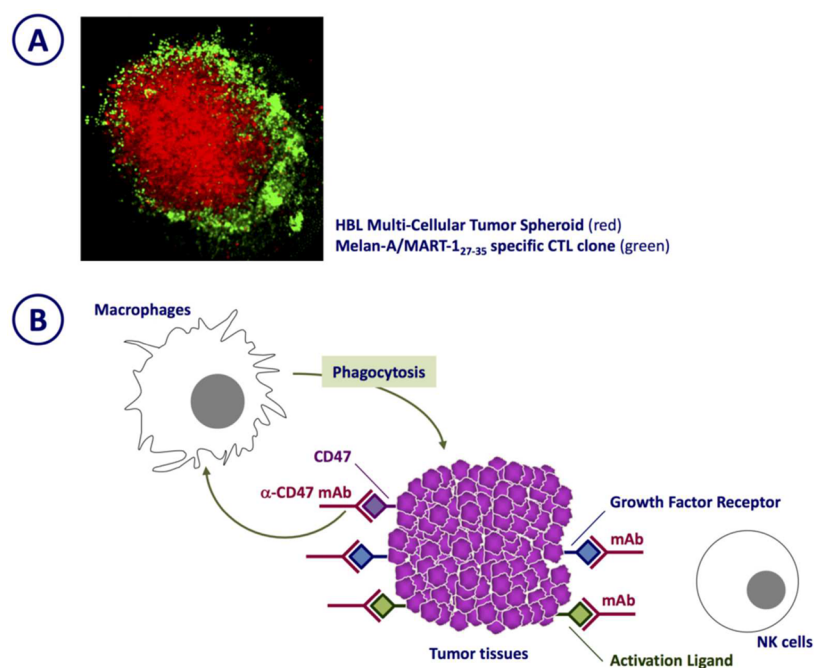 A
HBL Multi-Cellular Tumor Spheroid (red)
Melan-A/MART-1₂₇₋₃₅ specific CTL clone (green)
B
Macrophages
Phagocytosis
CD47
α-CD47 mAb
Growth Factor Receptor
mAb
mAb
NK cells
Tumor tissues
Activation Ligand